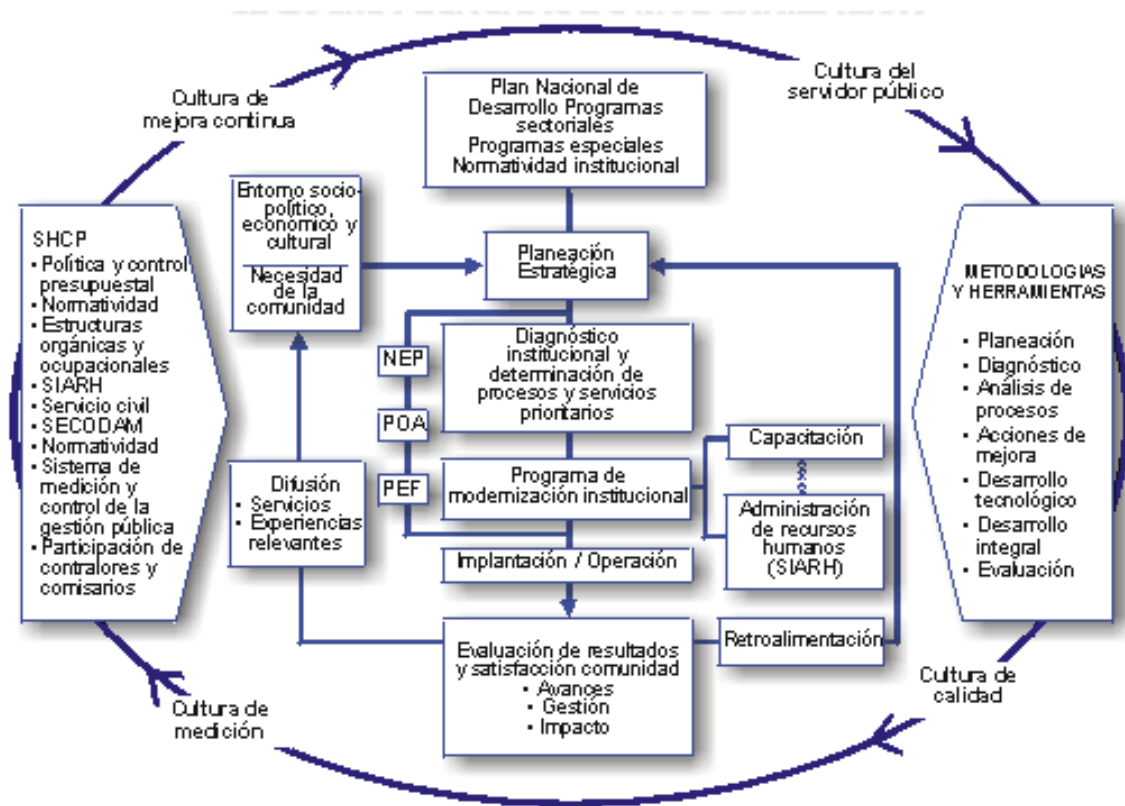 Cultura de
mejora continua
Cultura del
servidor público
Plan Nacional de
Desarrollo Programas
sectoriales
Programas especiales
Normatividad institucional
Entorno socio-
político,
económico y
cultural
Necesidad
de la
comunidad
Planeación
Estratégica
SHCP
• Política y control
presupuestal
• Normatividad
• Estructuras
orgánicas y
ocupacionales
• SIARH
• Servicio civil
• SECODAM
• Normatividad
• Sistema de
medición y
control de la
gestión pública
• Participación de
contralores y
comisarios
METODOLOGIAS
Y HERRAMIENTAS
• Planeación
• Diagnóstico
• Análisis de
procesos
• Acciones de
mejora
• Desarrollo
tecnológico
• Desarrollo
integral
• Evaluación
NEP
POA
PEF
Diagnóstico
institucional y
determinación de
procesos y servicios
prioritarios
Programa de
modernización institucional
Capacitación
Administración
de recursos
humanos
(SIARH)
Difusión
• Servicios
• Experiencias
relevantes
Implantación / Operación
Evaluación de resultados
y satisfacción comunidad
• Avances
• Gestión
• Impacto
Retroalimentación
Cultura de
medición
Cultura de
calidad